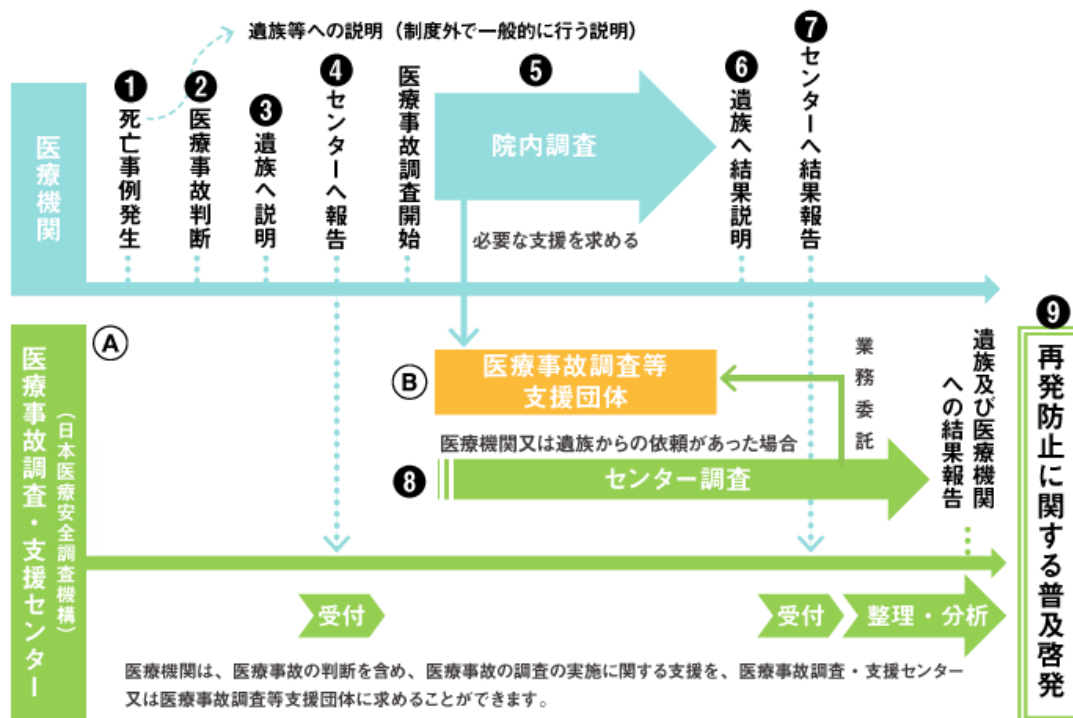 遺族等への説明（制度外で一般的に行う説明）
医療機関
❶死亡事例発生
❷医療事故判断
❸遺族へ説明
❹センターへ報告
医療事故調査開始
❺
院内調査
❻遺族へ結果説明
❼センターへ結果報告
必要な支援を求める
Ⓐ
医療事故調査・支援センター
（日本医療安全調査機構）
Ⓑ
医療事故調査等
支援団体
業務委託
医療機関又は遺族からの依頼があった場合
❽
センター調査
遺族及び医療機関
への結果報告
❾
再発防止に関する普及啓発
受付
受付
整理・分析
医療機関は、医療事故の判断を含め、医療事故の調査の実施に関する支援を、医療事故調査・支援センター
又は医療事故調査等支援団体に求めることができます。